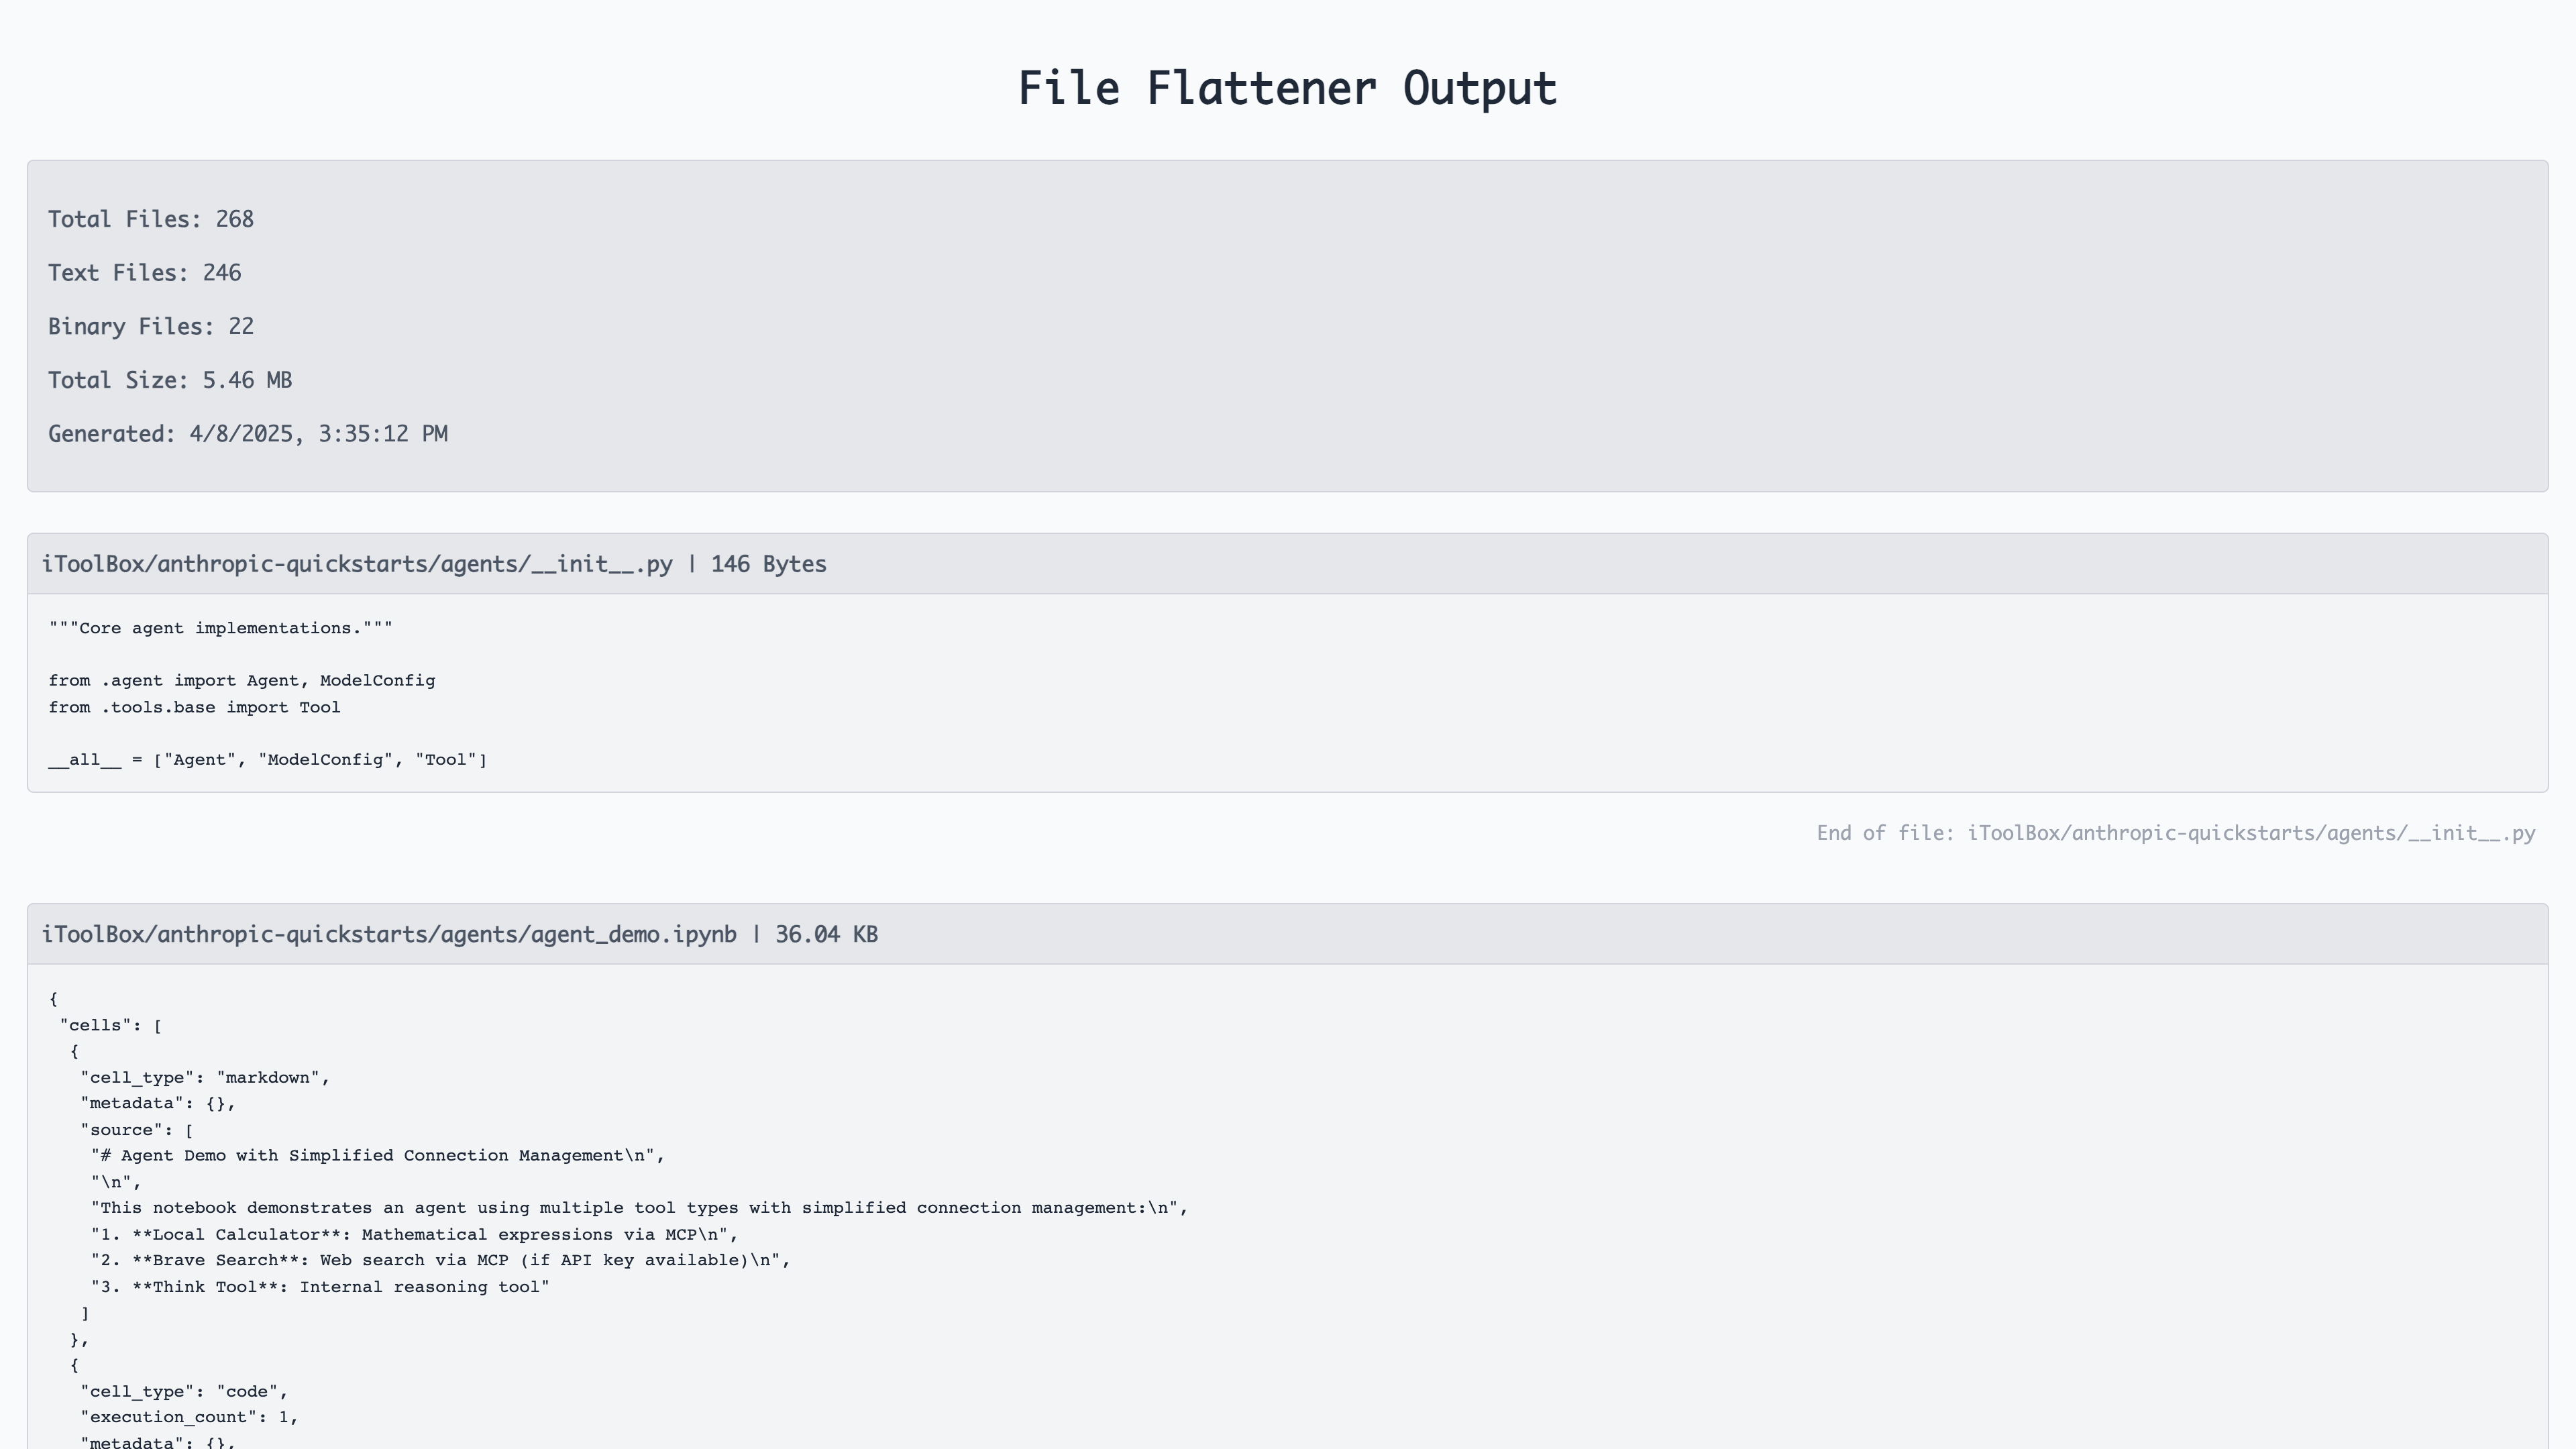 File Flattener Output
Total Files: 268
Text Files: 246
Binary Files: 22
Total Size: 5.46 MB
Generated: 4/8/2025, 3:35:12 PM
iToolBox/anthropic-quickstarts/agents/__init__.py | 146 Bytes
"""Core agent implementations."""
from .agent import Agent, ModelConfig
from .tools.base import Tool
__all__ = ["Agent", "ModelConfig", "Tool"]
End of file: iToolBox/anthropic-quickstarts/agents/__init__.py
iToolBox/anthropic-quickstarts/agents/agent_demo.ipynb | 36.04 KB
{
 "cells": [
  {
   "cell_type": "markdown",
   "metadata": {},
   "source": [
    "# Agent Demo with Simplified Connection Management\n",
    "\n",
    "This notebook demonstrates an agent using multiple tool types with simplified connection management:\n",
    "1. **Local Calculator**: Mathematical expressions via MCP\n",
    "2. **Brave Search**: Web search via MCP (if API key available)\n",
    "3. **Think Tool**: Internal reasoning tool"
   ]
  },
  {
   "cell_type": "code",
   "execution_count": 1,
   "metadata": {},